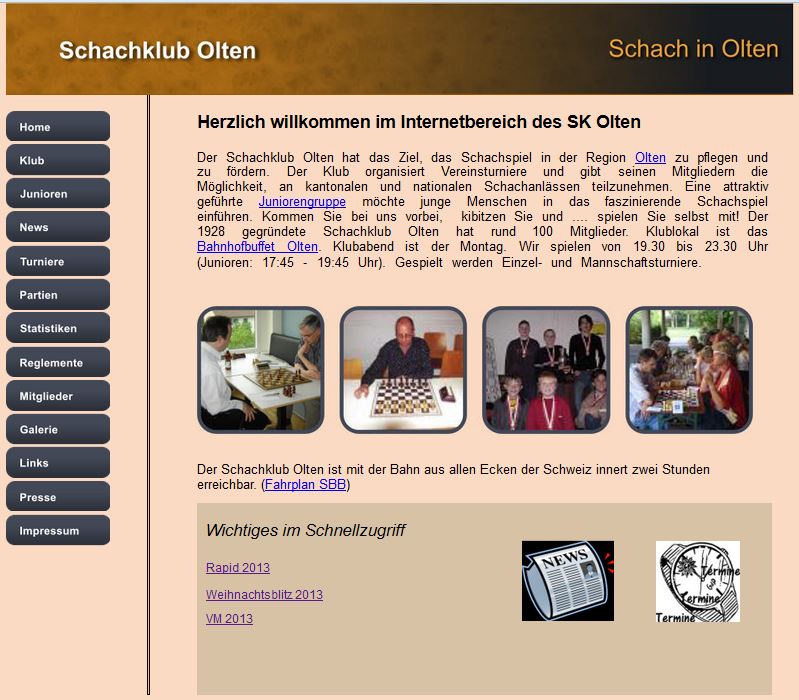 Schachklub Olten
Schach in Olten
Home
Klub
Junioren
News
Turniere
Partien
Statistiken
Reglemente
Mitglieder
Galerie
Links
Presse
Impressum
Herzlich willkommen im Internetbereich des SK Olten
Der Schachklub Olten hat das Ziel, das Schachspiel in der Region Olten zu pflegen und
zu fördern. Der Klub organisiert Vereinsturniere und gibt seinen Mitgliedern die
Möglichkeit, an kantonalen und nationalen Schachanlässen teilzunehmen. Eine attraktiv
geführte Juniorengruppe möchte junge Menschen in das faszinierende Schachspiel
einführen. Kommen Sie bei uns vorbei, kibitzen Sie und .... spielen Sie selbst mit! Der
1928 gegründete Schachklub Olten hat rund 100 Mitglieder. Klublokal ist das
Bahnhofbuffet Olten. Klubabend ist der Montag. Wir spielen von 19.30 bis 23.30 Uhr
(Junioren: 17:45 - 19:45 Uhr). Gespielt werden Einzel- und Mannschaftsturniere.
Der Schachklub Olten ist mit der Bahn aus allen Ecken der Schweiz innert zwei Stunden
erreichbar. (Fahrplan SBB)
Wichtiges im Schnellzugriff
Rapid 2013
Weihnachtsblitz 2013
VM 2013
NEWS
Termine
Termine
Termine